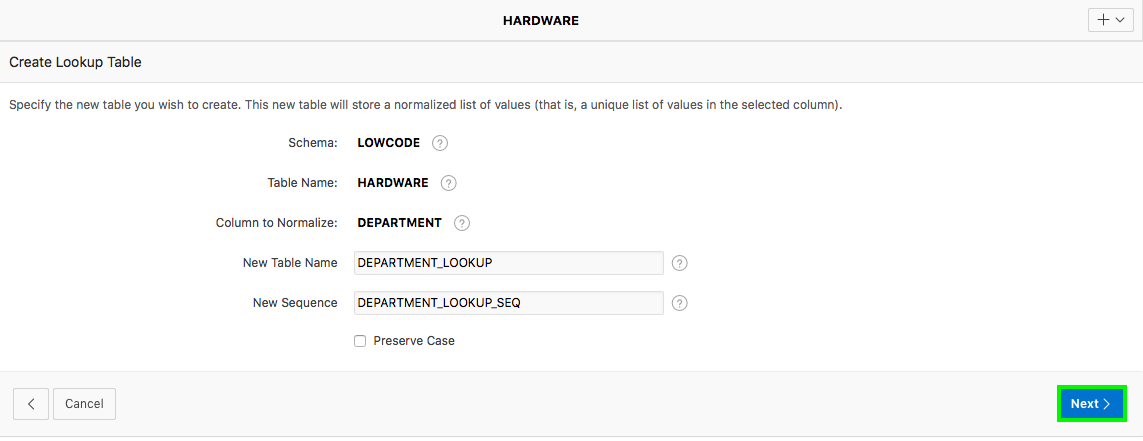 HARDWARE
Create Lookup Table
Specify the new table you wish to create. This new table will store a normalized list of values (that is, a unique list of values in the selected column).
Schema: LOWCODE ?
Table Name: HARDWARE ?
Column to Normalize: DEPARTMENT ?
New Table Name DEPARTMENT_LOOKUP ?
New Sequence DEPARTMENT_LOOKUP_SEQ ?
Preserve Case
Cancel Next